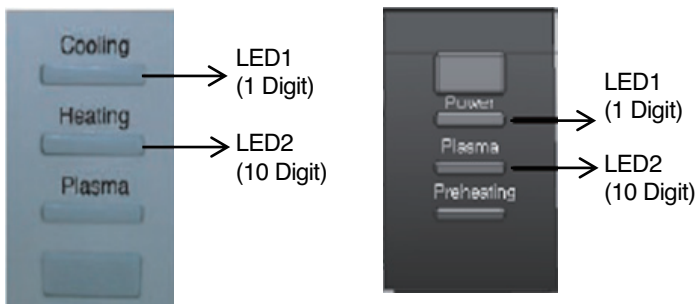 Cooling
LED1
(1 Digit)
Heating
LED2
(10 Digit)
Plasma
Power
LED1
(1 Digit)
Plasma
LED2
(10 Digit)
Preheating